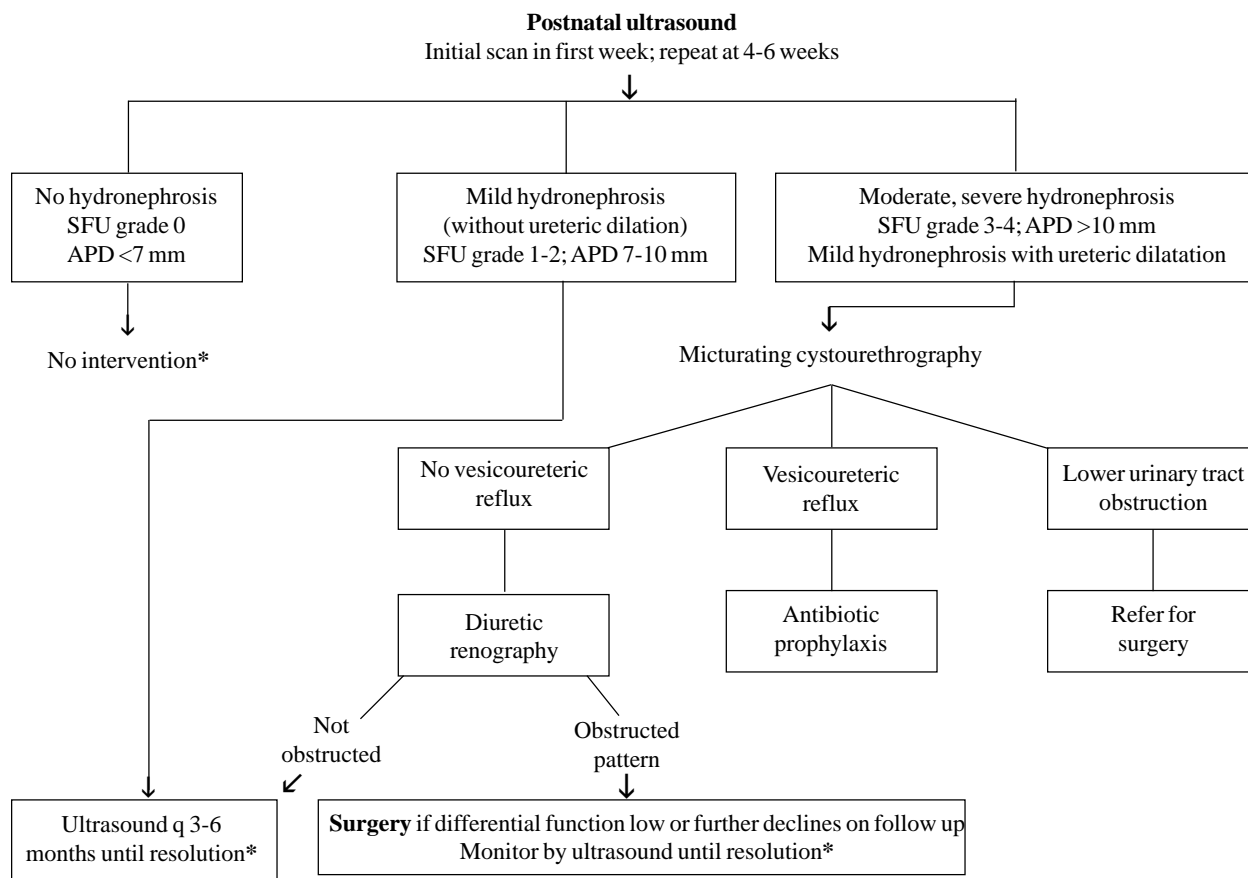 Postnatal ultrasound
Initial scan in first week; repeat at 4-6 weeks
No hydronephrosis
SFU grade 0
APD <7 mm
Mild hydronephrosis
(without ureteric dilation)
SFU grade 1-2; APD 7-10 mm
Moderate, severe hydronephrosis
SFU grade 3-4; APD >10 mm
Mild hydronephrosis with ureteric dilatation
No intervention*
Micturating cystourethrography
No vesicoureteric
reflux
Vesicoureteric
reflux
Lower urinary tract
obstruction
Diuretic
renography
Antibiotic
prophylaxis
Refer for
surgery
Not
obstructed
Obstructed
pattern
Ultrasound q 3-6
months until resolution*
Surgery if differential function low or further declines on follow up
Monitor by ultrasound until resolution*